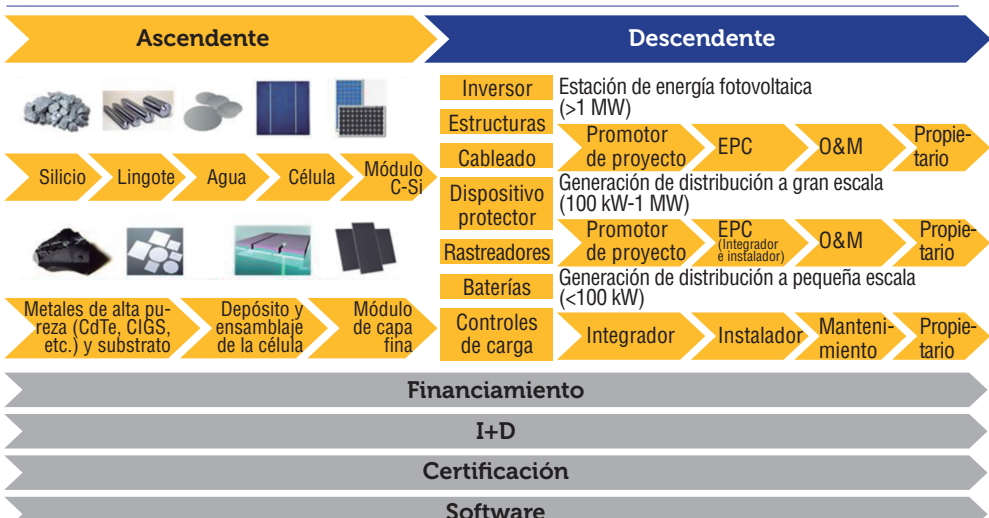 Ascendente
Descendente
Silicio
Lingote
Agua
Célula
Módulo
C-Si
Metales de alta pu-
reza (CdTe, CIGS,
etc.) y substrato
Depósito y
ensamblaje
de la célula
Módulo
de capa
fina
Inversor
Estructuras
Cableado
Dispositivo
protector
Rastreadores
Baterías
Controles
de carga
Estación de energía fotovoltaica
(>1 MW)
Promotor
de proyecto
EPC
O&M
Propie-
tario
Generación de distribución a gran escala
(100 kW-1 MW)
Promotor
de proyecto
EPC
(Integrador
e instalador)
O&M
Propie-
tario
Generación de distribución a pequeña escala
(<100 kW)
Integrador
Instalador
Manteni-
miento
Propie-
tario
Financiamiento
I+D
Certificación
Software